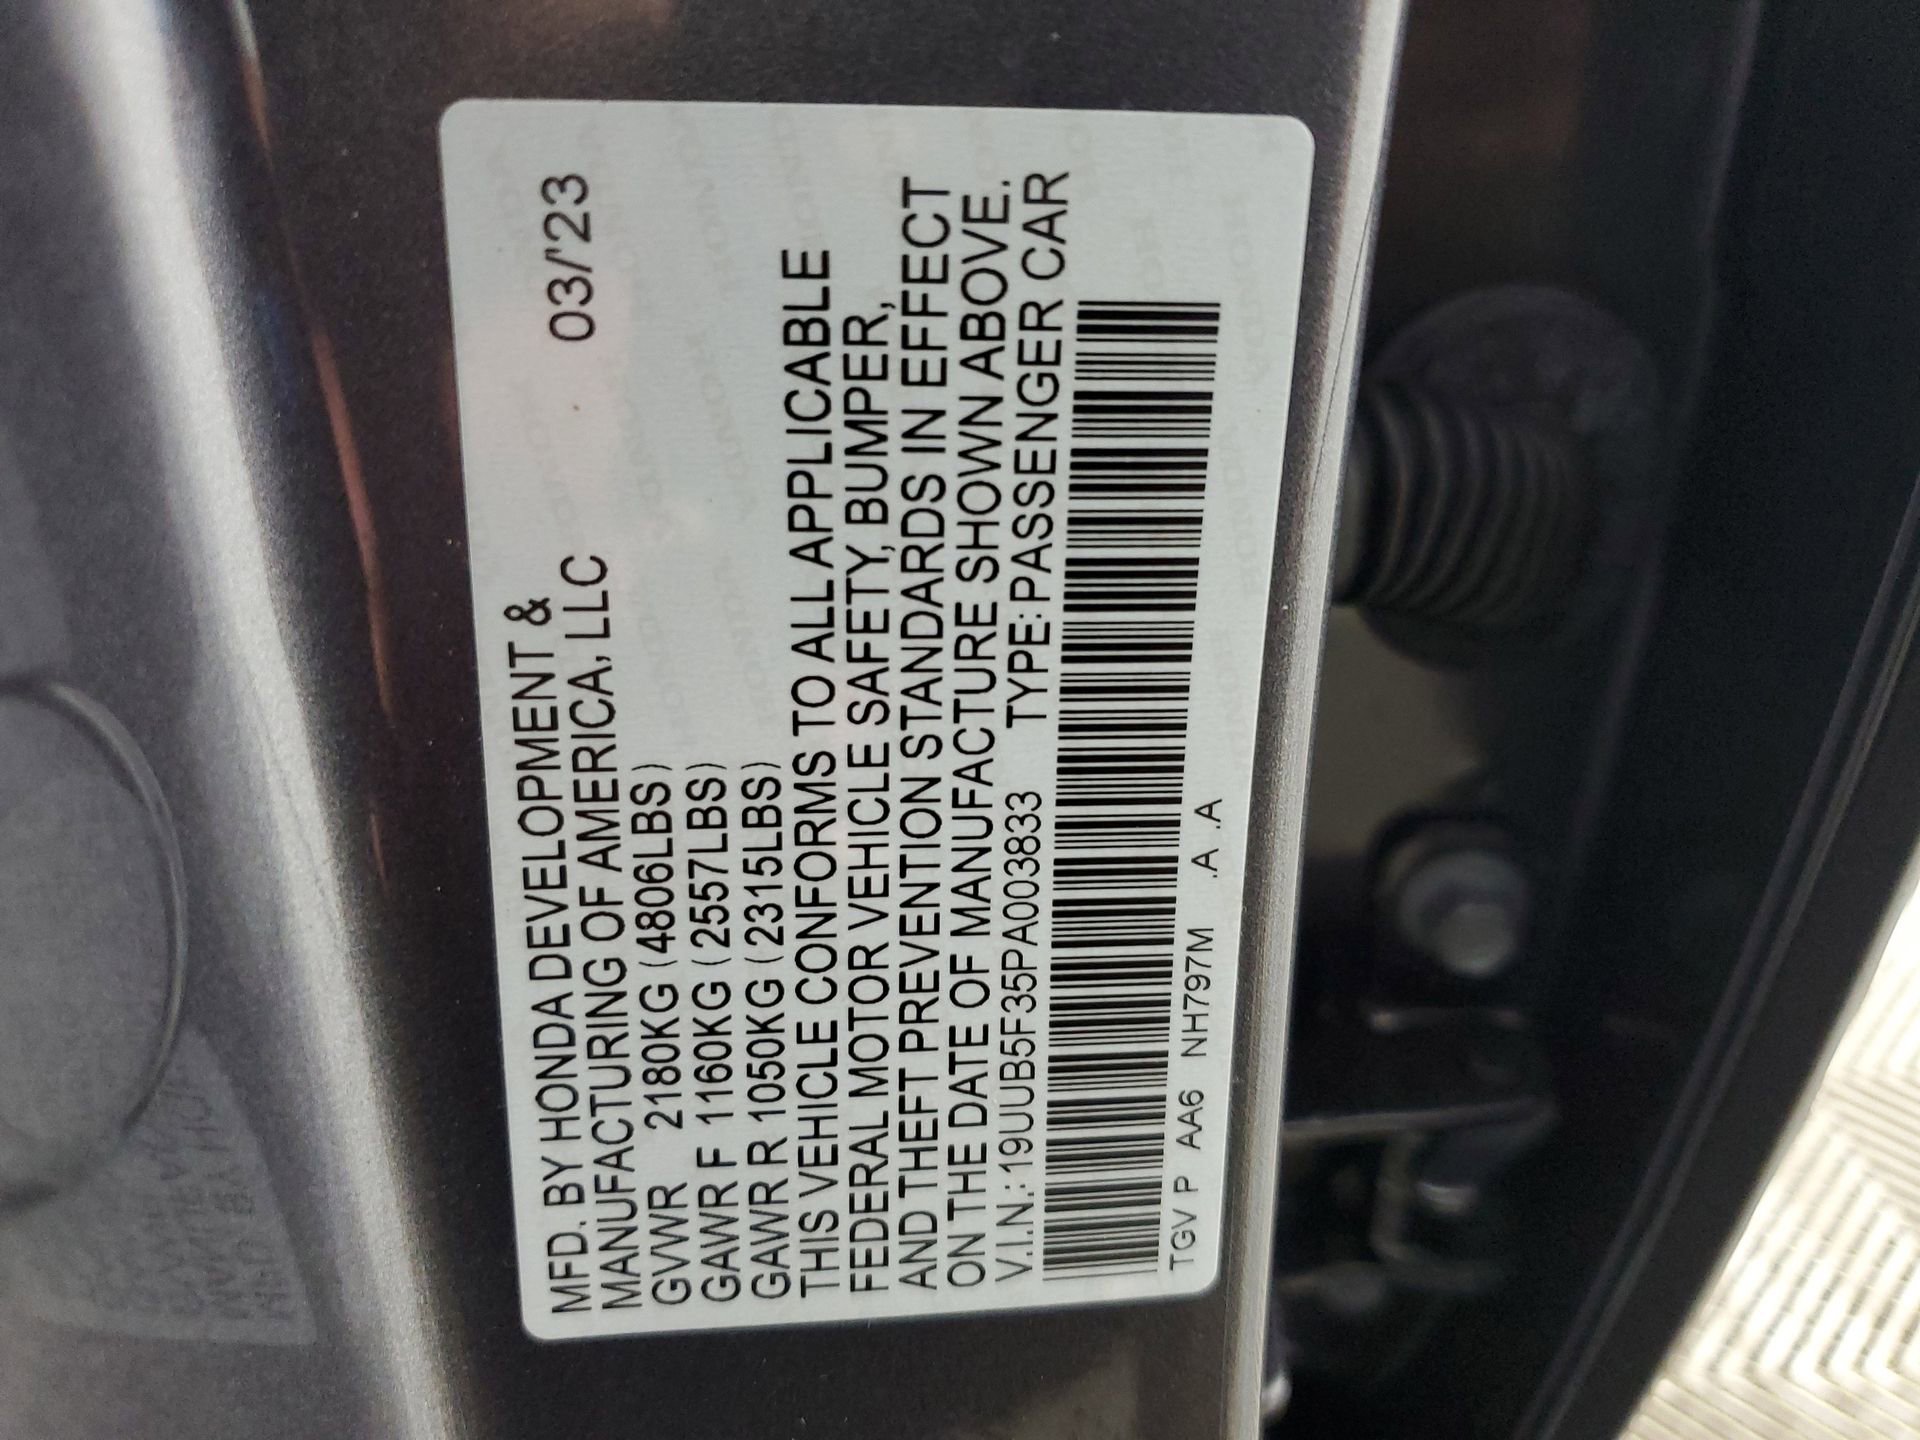 MFD. BY HONDA DEVELOPMENT &
MANUFACTURING OF AMERICA, LLC 03/'23
GVWR 2180KG (4806LBS)
GAWR F 1160KG (2557LBS)
GAWR R 1050KG (2315LBS)
THIS VEHICLE CONFORMS TO ALL APPLICABLE
FEDERAL MOTOR VEHICLE SAFETY, BUMPER,
AND THEFT PREVENTION STANDARDS IN EFFECT
ON THE DATE OF MANUFACTURE SHOWN ABOVE.
V.I.N.: 19UUB5F35PA003833 TYPE: PASSENGER CAR
TGV P AA6 NH797M .A .A